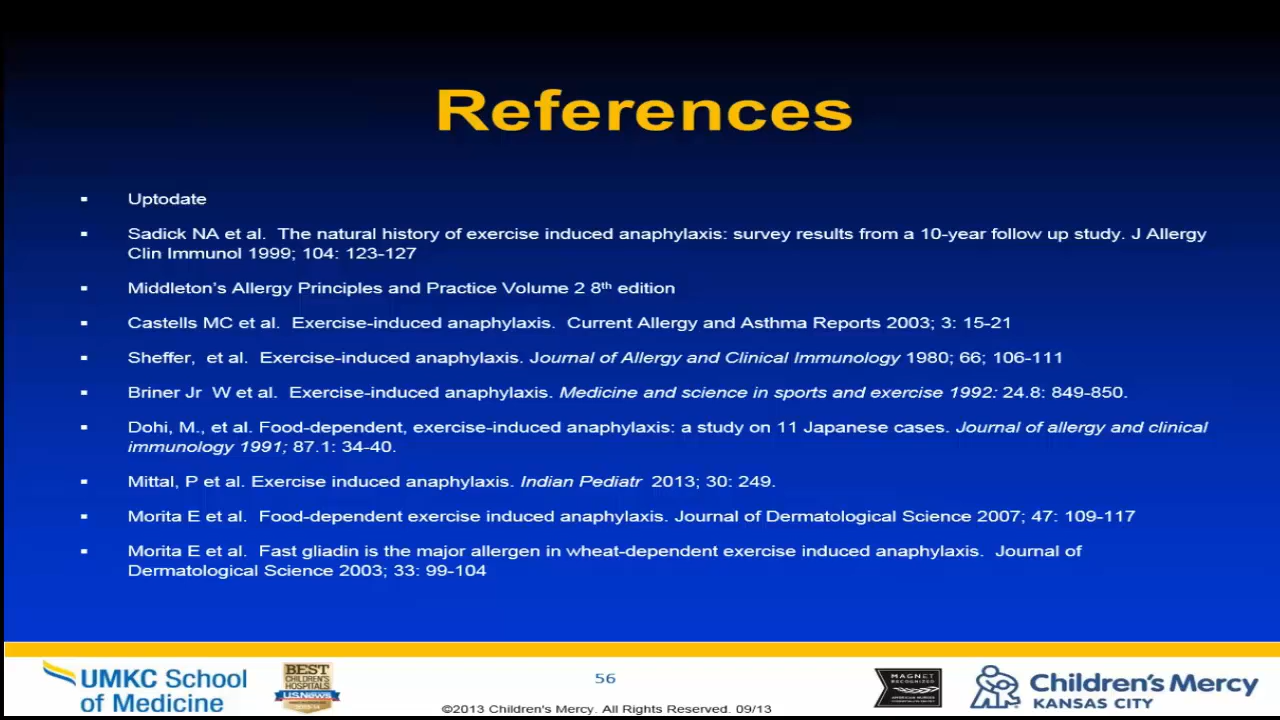 References
▪ Uptodate
▪ Sadick NA et al.  The natural history of exercise induced anaphylaxis: survey results from a 10-year follow up study. J Allergy
Clin Immunol 1999; 104: 123-127
▪ Middleton's Allergy Principles and Practice Volume 2 8th edition
▪ Castells MC et al.  Exercise-induced anaphylaxis.  Current Allergy and Asthma Reports 2003; 3: 15-21
▪ Sheffer,  et al.  Exercise-induced anaphylaxis. Journal of Allergy and Clinical Immunology 1980; 66; 106-111
▪ Briner Jr  W et al.  Exercise-induced anaphylaxis. Medicine and science in sports and exercise 1992: 24.8: 849-850.
▪ Dohi, M., et al. Food-dependent, exercise-induced anaphylaxis: a study on 11 Japanese cases. Journal of allergy and clinical
immunology 1991; 87.1: 34-40.
▪ Mittal, P et al. Exercise induced anaphylaxis. Indian Pediatr  2013; 30: 249.
▪ Morita E et al.  Food-dependent exercise induced anaphylaxis. Journal of Dermatological Science 2007; 47: 109-117
▪ Morita E et al.  Fast gliadin is the major allergen in wheat-dependent exercise induced anaphylaxis.  Journal of
Dermatological Science 2003; 33: 99-104
UMKC School
of Medicine
BEST
CHILDREN'S
HOSPITALS
U.S.News
56
©2013 Children's Mercy. All Rights Reserved. 09/13
MAGNET
RECOGNIZED
Children's Mercy
KANSAS CITY